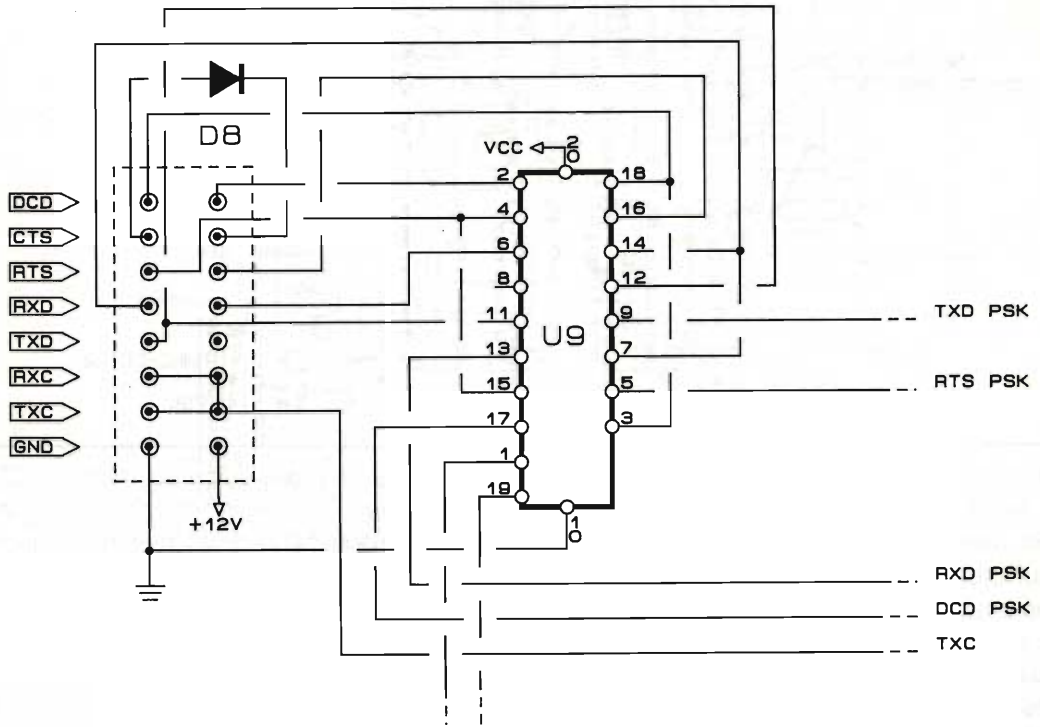 D8
VCC
20
2
18
DCD
4
16
CTS
6
14
RTS
8
12
RXD
11
9
TXD PSK
U9
TXD
13
7
RXC
15
5
RTS PSK
TXC
17
3
GND
1
19
+12V
10
RXD PSK
DCD PSK
TXC